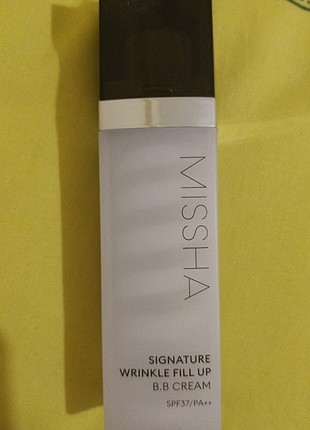 MISSHA
SIGNATURE
WRINKLE FILL UP
B.B CREAM
SPF37/PA++